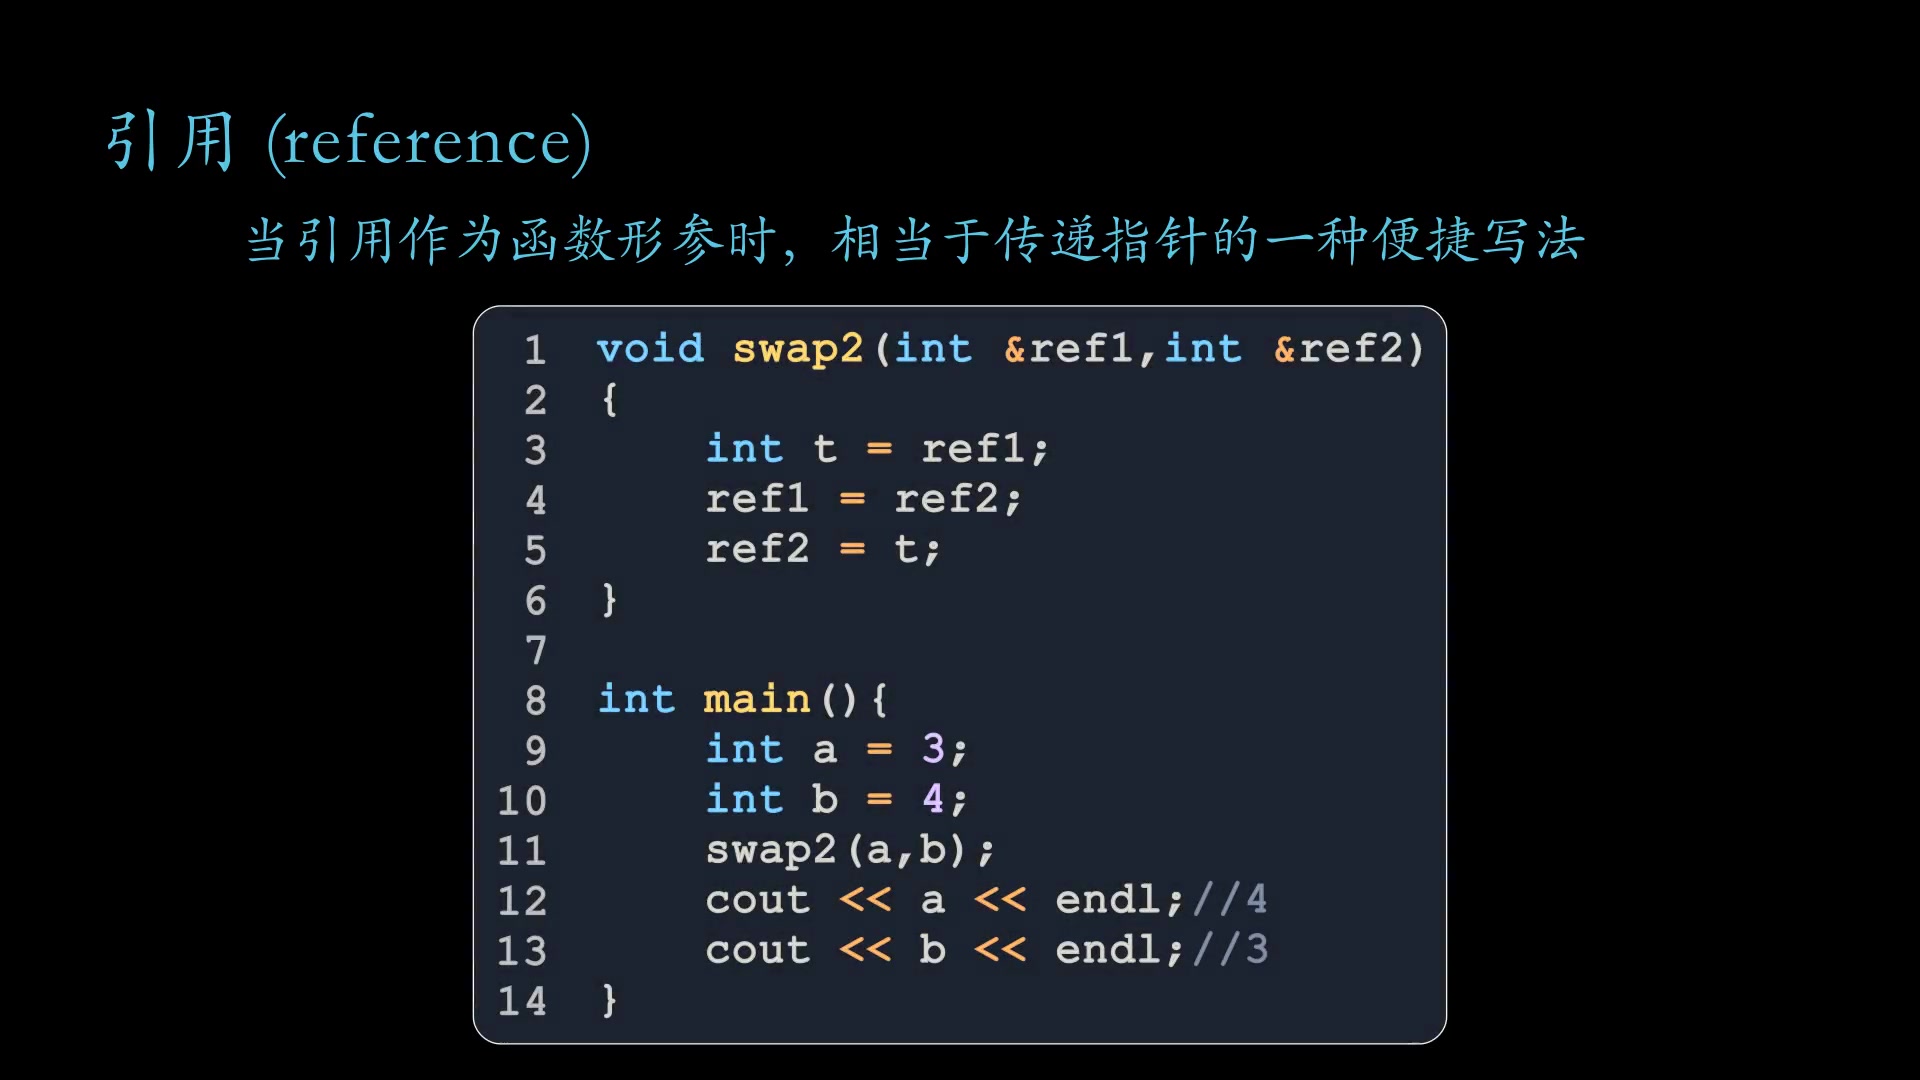 引用 (reference)
当引用作为函数形参时，相当于传递指针的一种便捷写法
1 void swap2(int &ref1,int &ref2)
2 {
3     int t = ref1;
4     ref1 = ref2;
5     ref2 = t;
6 }
7
8 int main(){
9     int a = 3;
10     int b = 4;
11     swap2(a,b);
12     cout << a << endl;//4
13     cout << b << endl;//3
14 }